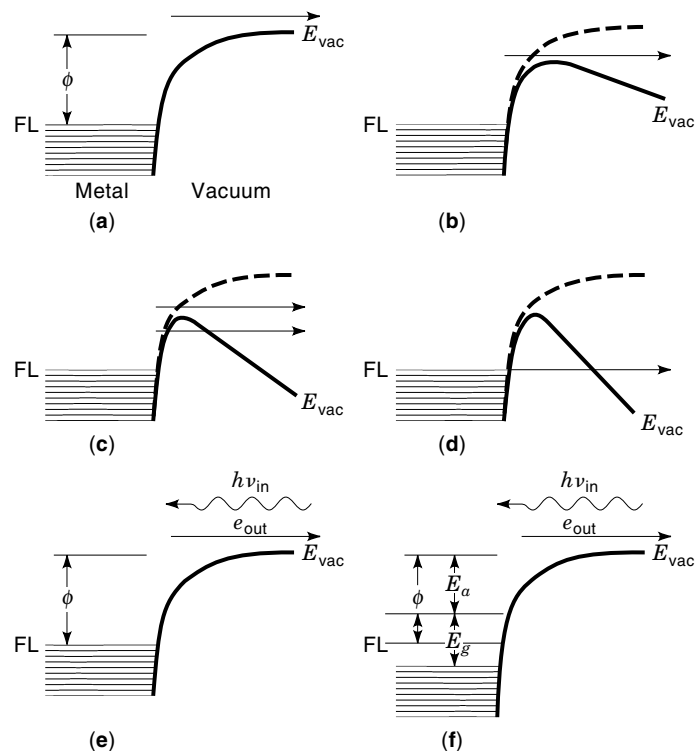 E_vac
ϕ
FL
Metal Vacuum
(a)
FL
E_vac
(b)
FL
E_vac
(c)
FL
E_vac
(d)
hν_in
e_out
E_vac
ϕ
FL
(e)
hν_in
e_out
E_vac
E_a
ϕ
FL
E_g
(f)